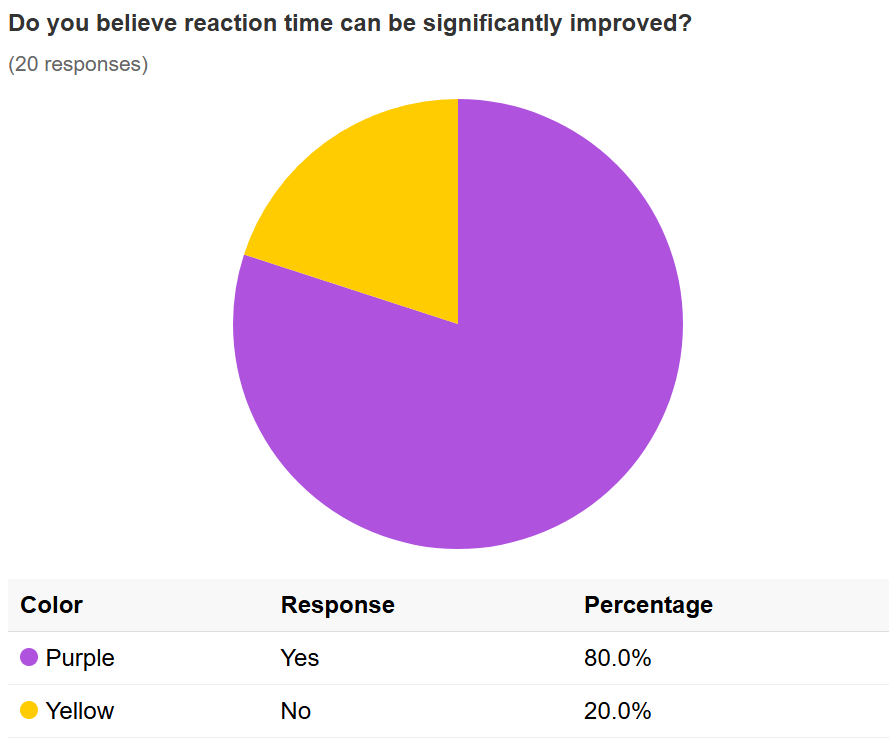 Do you believe reaction time can be significantly improved?
(20 responses)
Color Response Percentage
Purple Yes 80.0%
Yellow No 20.0%